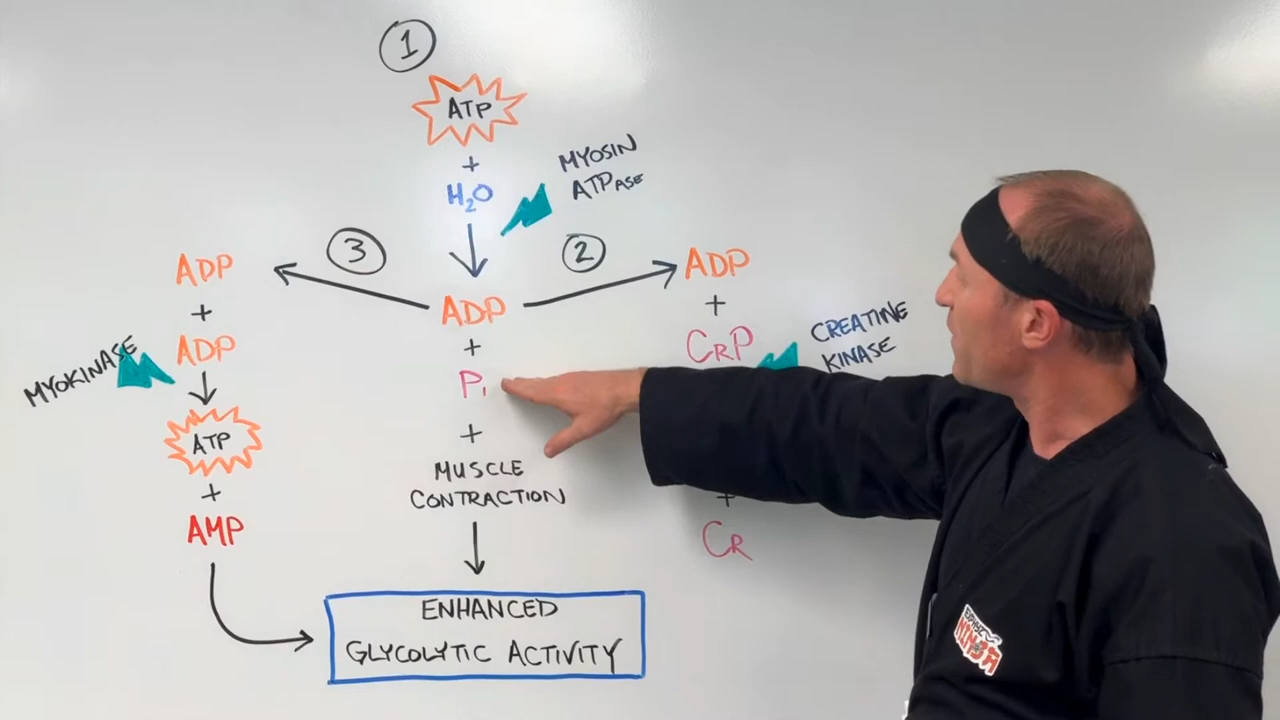 1
ATP
+
H₂O
MYOSIN
ATPASE
3
2
ADP
+
ADP
MYOKINASE
ATP
+
AMP
ADP
+
Pi
+
MUSCLE
CONTRACTION
ADP
+
CRP
CREATINE
KINASE
+
CR
ENHANCED
GLYCOLYTIC ACTIVITY
NINJA